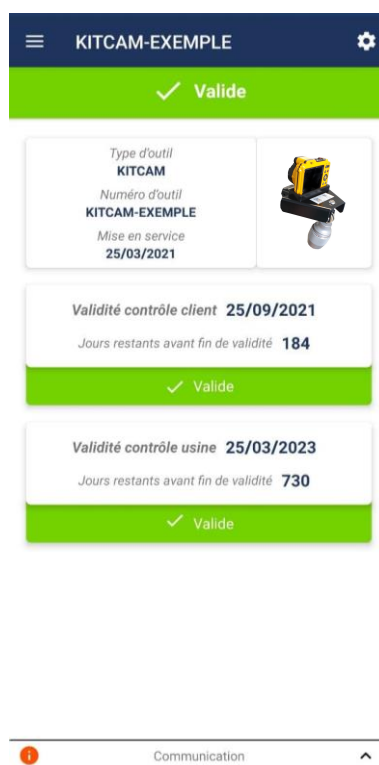 KITCAM-EXEMPLE
Valide
Type d'outil
KITCAM
Numéro d'outil
KITCAM-EXEMPLE
Mise en service
25/03/2021
Validité contrôle client 25/09/2021
Jours restants avant fin de validité 184
Valide
Validité contrôle usine 25/03/2023
Jours restants avant fin de validité 730
Valide
Communication